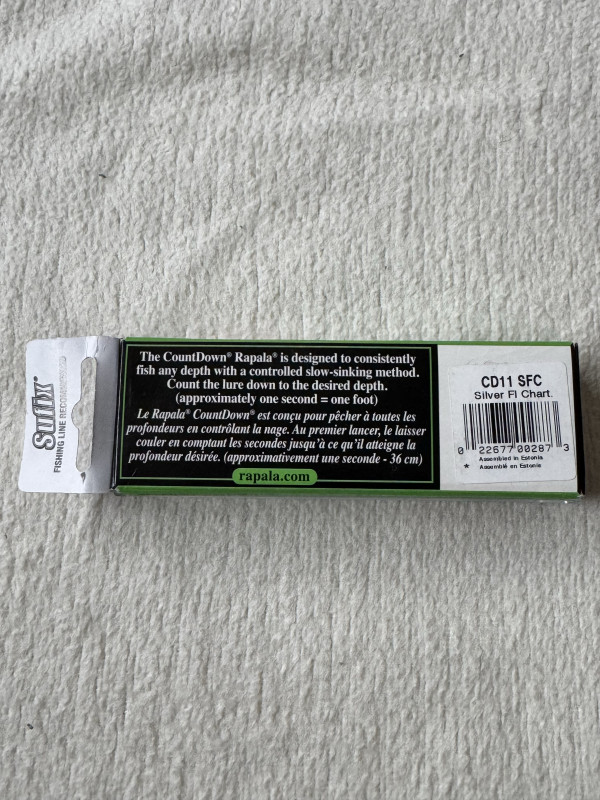 Sufix®
FISHING LINE RECOMMENDED
The CountDown® Rapala® is designed to consistently
fish any depth with a controlled slow-sinking method.
Count the lure down to the desired depth.
(approximately one second = one foot)
Le Rapala® CountDown® est conçu pour pêcher à toutes les
profondeurs en contrôlant la nage. Au premier lancer, le laisser
couler en comptant les secondes jusqu'à ce qu'il atteigne la
profondeur désirée. (approximativement une seconde - 36 cm)
rapala.com
CD11 SFC
Silver Fl Chart.
0 22677 00287 3
Assembled in Estonia
* Assemblé en Estonie